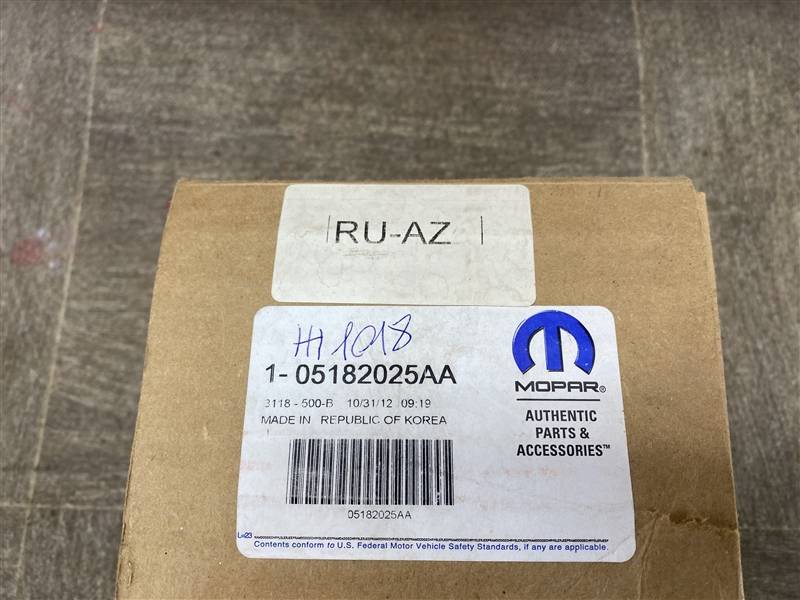 RU-AZ
1018
1- 05182025AA
3118 - 500-B 10/31/12 09:19
MADE IN REPUBLIC OF KOREA
05182025AA
MOPAR®
AUTHENTIC
PARTS &
ACCESSORIES™
Contents conform to U.S. Federal Motor Vehicle Safety Standards, if any are applicable.